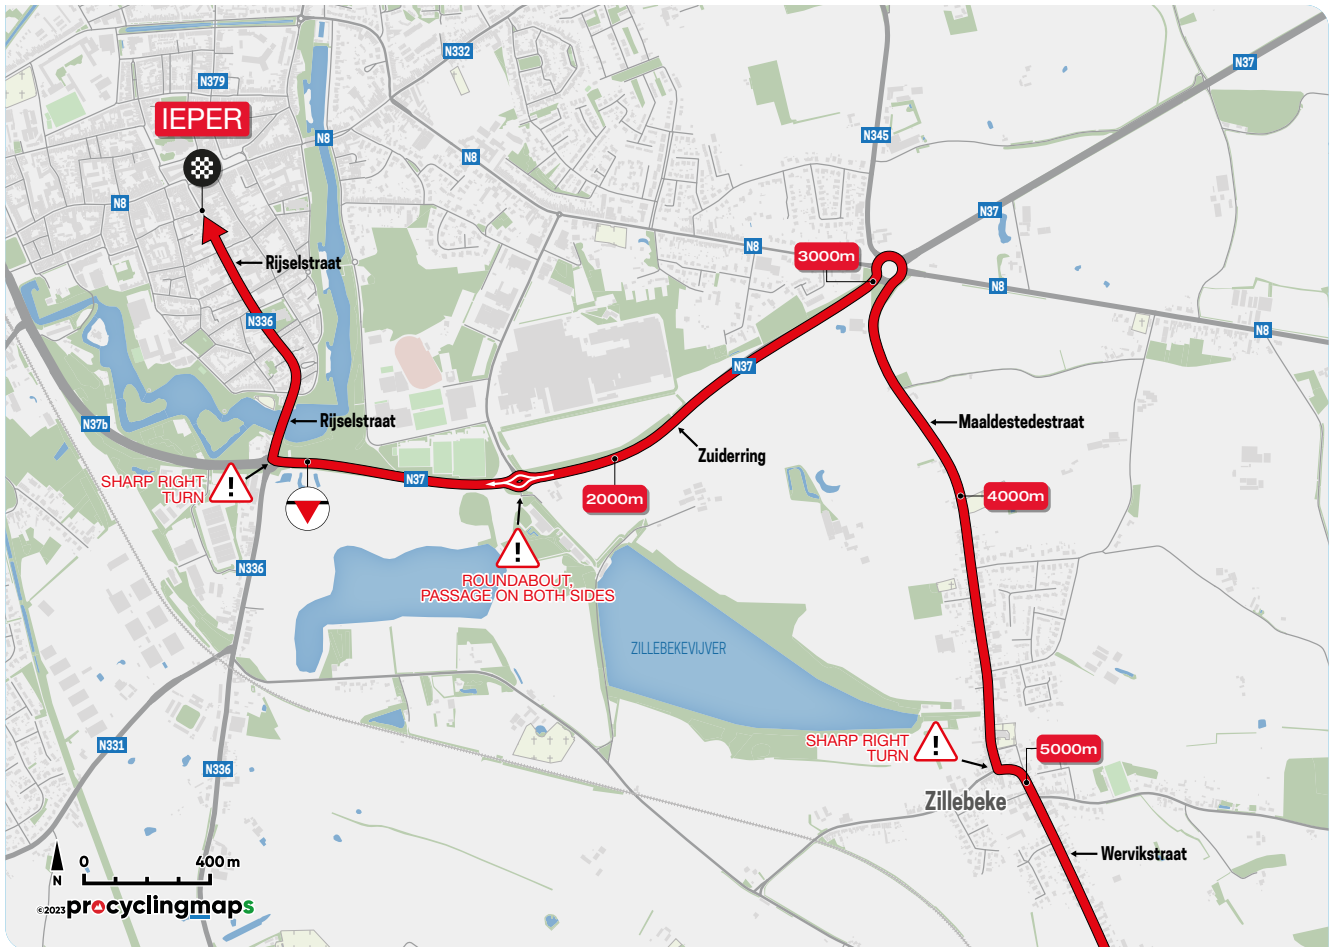 N332
N37
N379
IEPER
N8
N345
N8
N8
N37
N8
3000m
Rijselstraat
N8
N336
N8
N37
Rijselstraat
Maaldestedestraat
N37b
Zuiderring
SHARP RIGHT
TURN
N37
2000m
4000m
N336
ROUNDABOUT,
PASSAGE ON BOTH SIDES
ZILLEBEKEVIJVER
N331
SHARP RIGHT
TURN
5000m
N336
Zillebeke
Wervikstraat
0 400 m
N
©2023 procyclingmaps